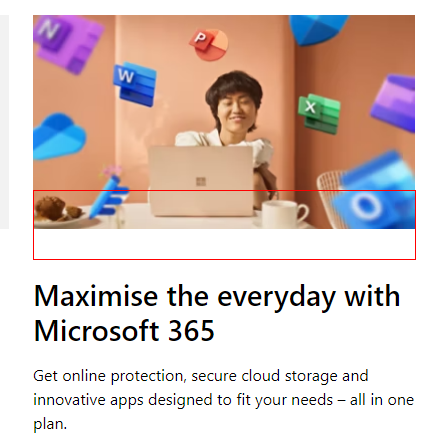 N
P
W
X
O
Maximise the everyday with
Microsoft 365
Get online protection, secure cloud storage and
innovative apps designed to fit your needs – all in one
plan.